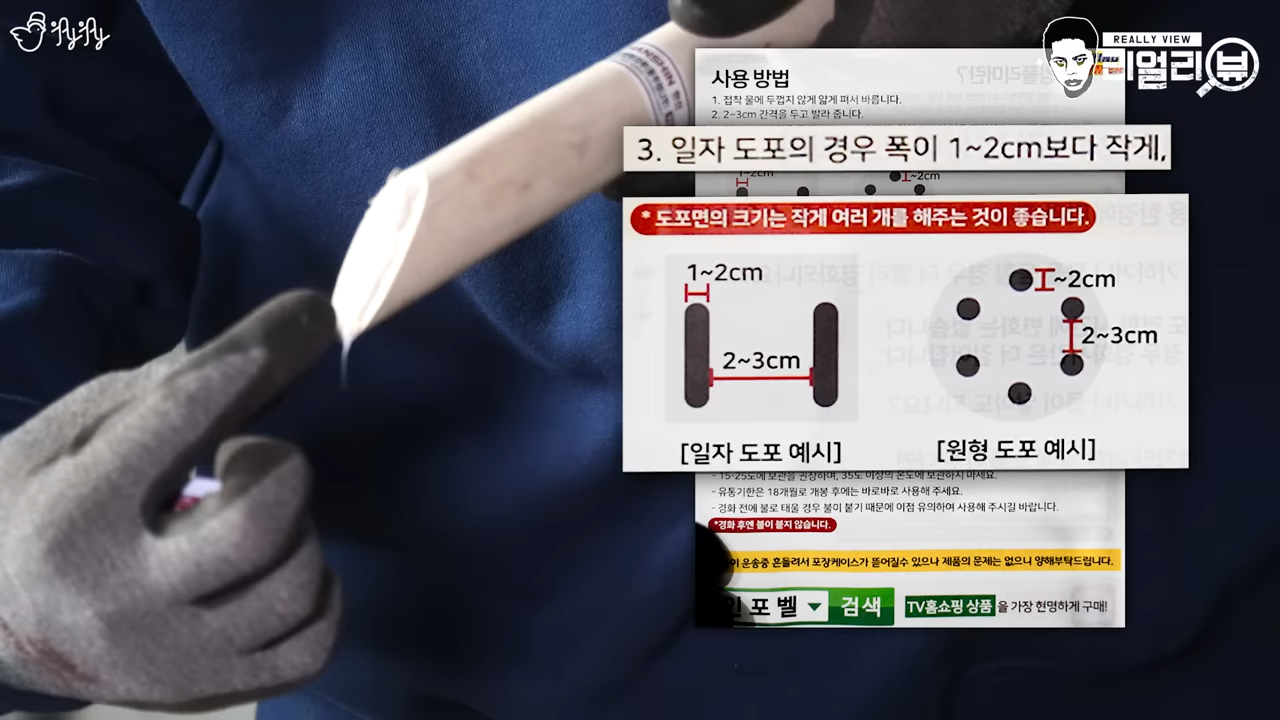 REALLY VIEW
리얼리뷰
사용 방법
1. 접착 물에 두껍지 않게 얇게 펴서 바릅니다.
2. 2~3cm 간격을 두고 발라 줍니다.
3. 일자 도포의 경우 폭이 1~2cm보다 작게,
~2cm
* 도포면의 크기는 작게 여러 개를 해주는 것이 좋습니다.
1~2cm
~2cm
2~3cm
2~3cm
[일자 도포 예시]
[원형 도포 예시]
- 15~25도에 보관을 권장하며, 35도 이상의 온도에 보관하지 마세요.
- 유통기한은 18개월로 개봉 후에는 바로바로 사용해 주세요.
- 경화 전에 불로 태울 경우 불이 붙기 때문에 이점 유의하여 사용해 주시길 바랍니다.
*경화 후엔 불이 붙지 않습니다.
운송중 흔들려서 포장케이스가 뜯어질수 있으나 제품의 문제는 없으니 양해부탁드립니다.
인포벨 검색 TV홈쇼핑 상품 을 가장 현명하게 구매!